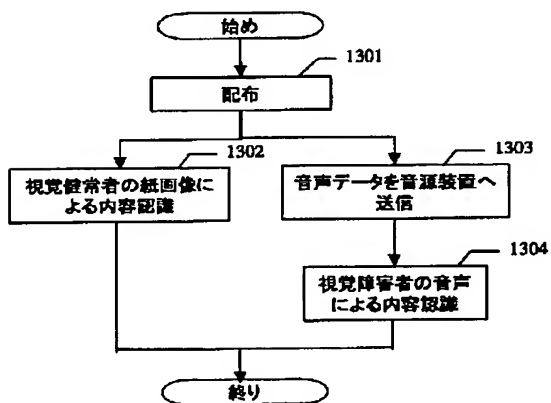 始め
1301
配布
1302
視覚健常者の紙画像に
よる内容認識
1303
音声データを音源装置へ
送信
1304
視覚障害者の音声
による内容認識
終り